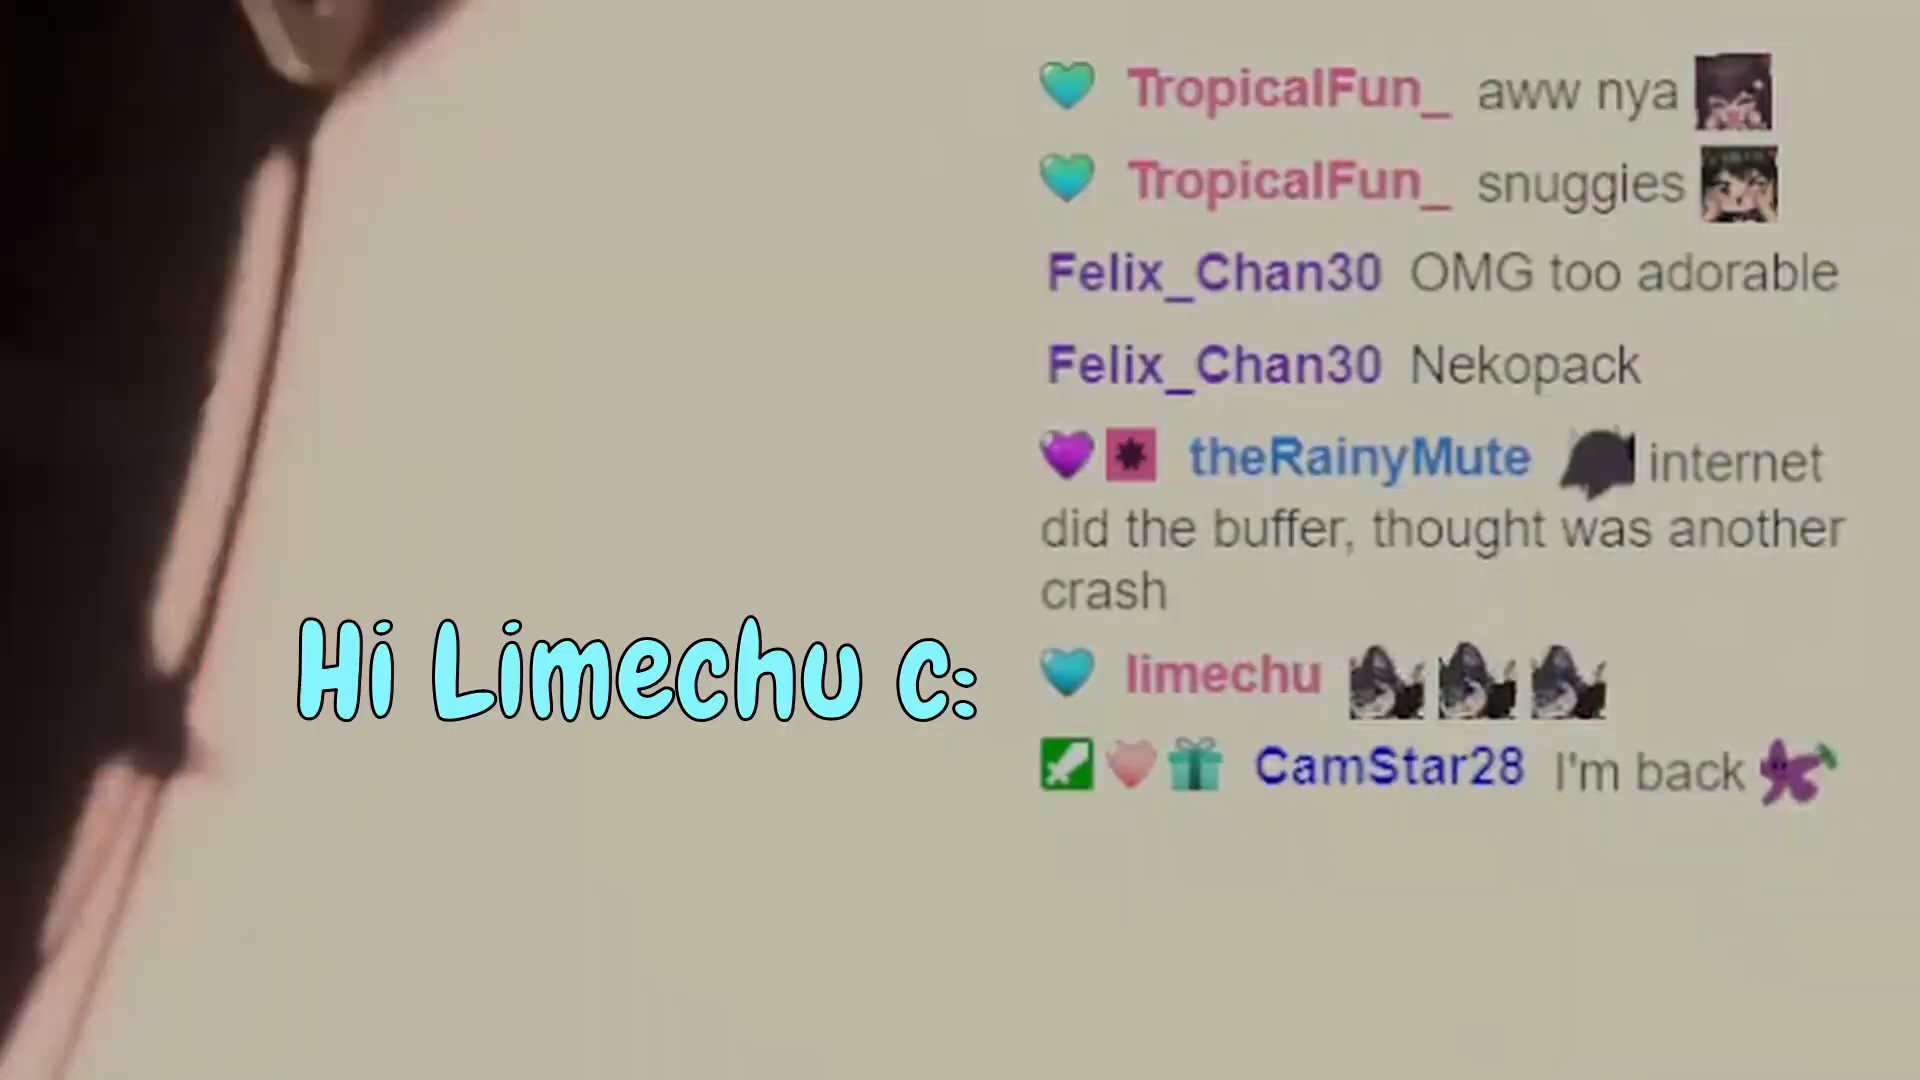 TropicalFun_ aww nya
TropicalFun_ snuggies
Felix_Chan30 OMG too adorable
Felix_Chan30 Nekopack
theRainyMute internet
did the buffer, thought was another
crash
Hi Limechu c:
limechu
CamStar28 I'm back